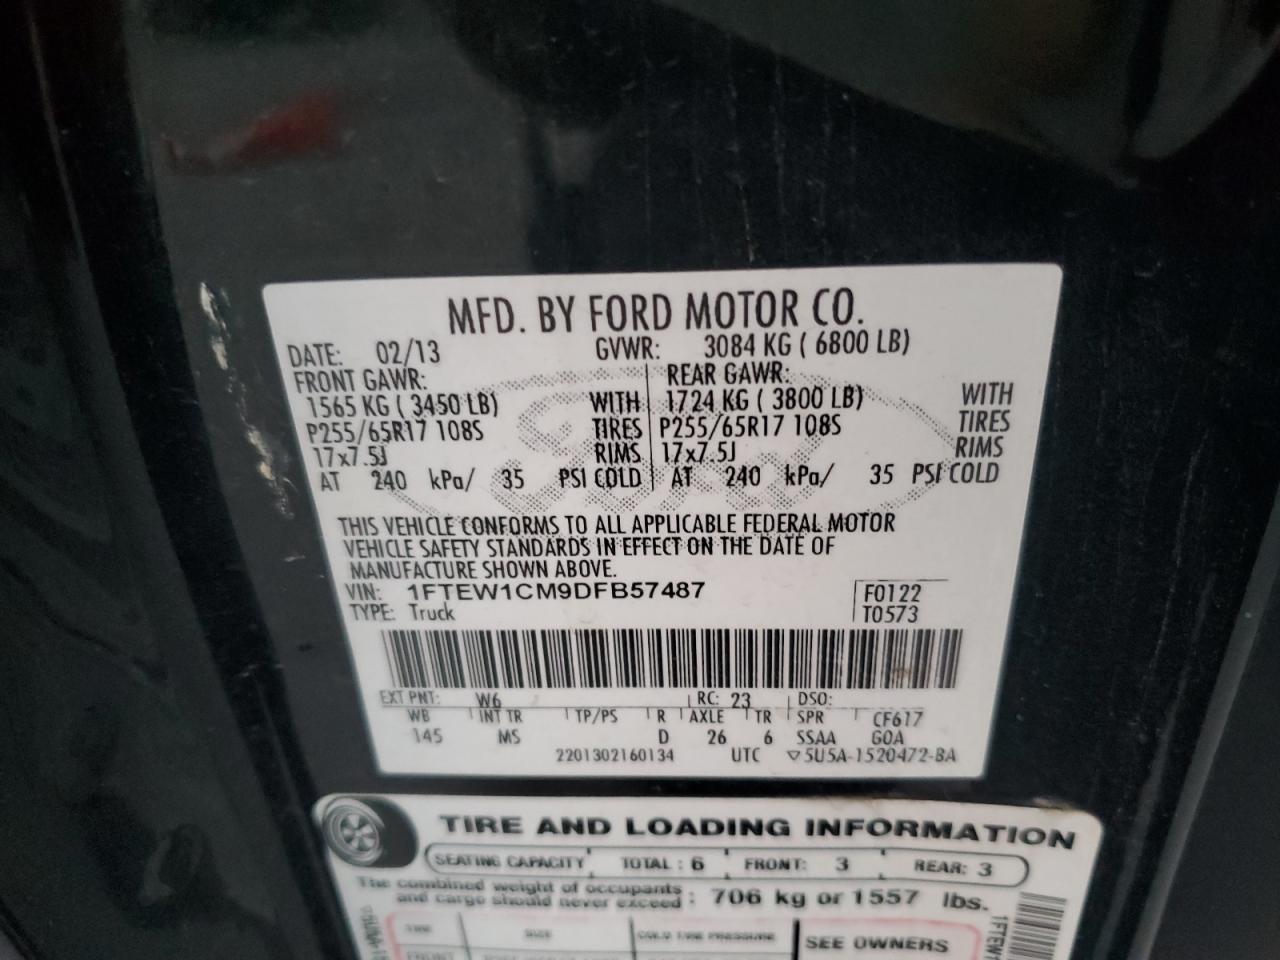 MFD. BY FORD MOTOR CO.
DATE: 02/13 GVWR: 3084 KG ( 6800 LB)
FRONT GAWR: REAR GAWR:
1565 KG ( 3450 LB) WITH 1724 KG ( 3800 LB) WITH
P255/65R17 108S TIRES P255/65R17 108S TIRES
17x7.5J RIMS 17x7.5J RIMS
AT 240 kPa/ 35 PSI COLD AT 240 kPa/ 35 PSI COLD
THIS VEHICLE CONFORMS TO ALL APPLICABLE FEDERAL MOTOR
VEHICLE SAFETY STANDARDS IN EFFECT ON THE DATE OF
MANUFACTURE SHOWN ABOVE.
VIN: 1FTEW1CM9DFB57487 F0122
TYPE: Truck T0573
EXT PNT: W6 RC: 23 DSO:
WB INT TR TP/PS R AXLE TR SPR CF617
145 MS D 26 6 SSAA GOA
2201302160134 UTC ▽5U5A-1520472-BA
TIRE AND LOADING INFORMATION
SEATING CAPACITY TOTAL : 6 FRONT: 3 REAR: 3
The combined weight of occupants
and cargo should never exceed : 706 kg or 1557 lbs.
TIRE SIZE COLD TIRE PRESSURE SEE OWNERS
1FTEW1